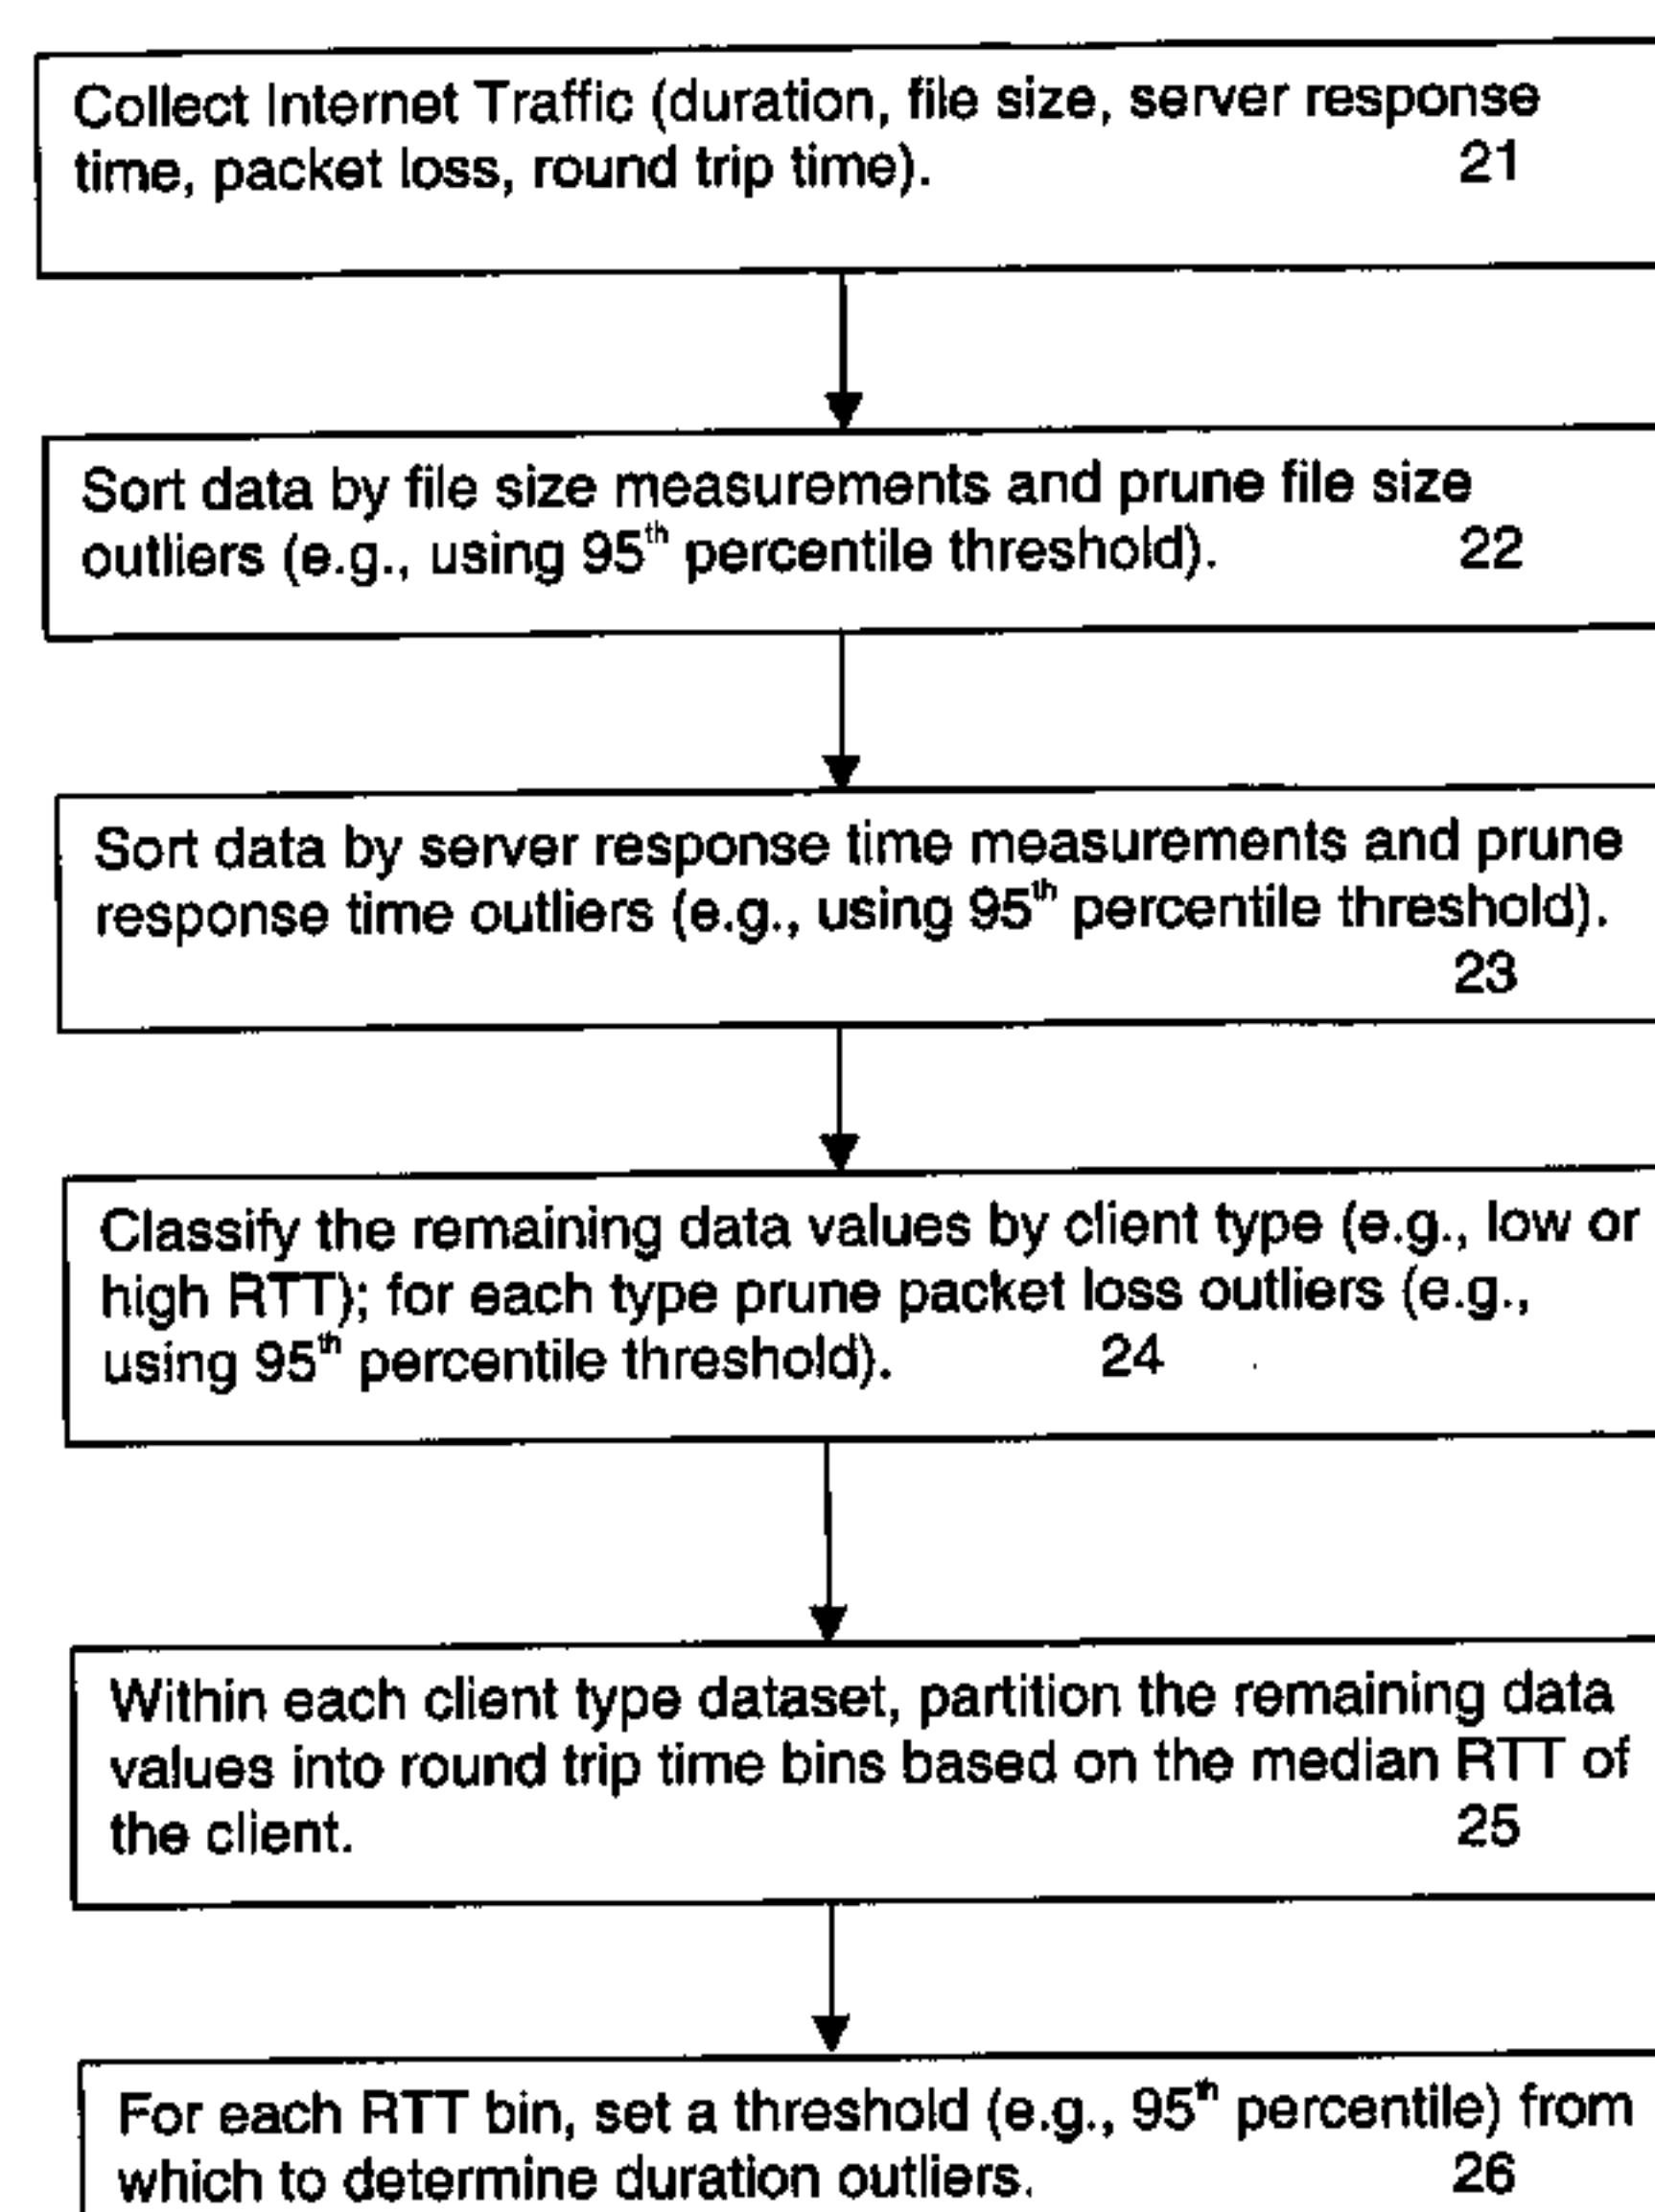 Collect Internet Traffic (duration, file size, server response
time, packet loss, round trip time). 21
Sort data by file size measurements and prune file size
outliers (e.g., using 95th percentile threshold). 22
Sort data by server response time measurements and prune
response time outliers (e.g., using 95th percentile threshold).
23
Classify the remaining data values by client type (e.g., low or
high RTT); for each type prune packet loss outliers (e.g.,
using 95th percentile threshold). 24
Within each client type dataset, partition the remaining data
values into round trip time bins based on the median RTT of
the client. 25
For each RTT bin, set a threshold (e.g., 95th percentile) from
which to determine duration outliers. 26